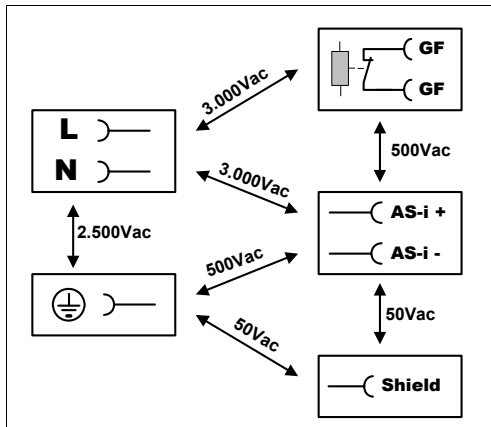 GF
GF
3.000Vac
L
N
500Vac
3.000Vac
AS-i +
AS-i -
2.500Vac
500Vac
50Vac
50Vac
Shield